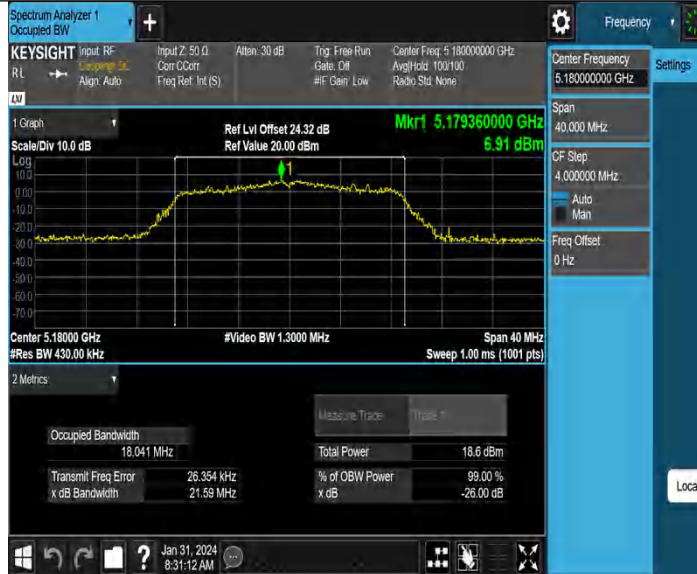 Spectrum Analyzer 1
Occupied BW
Frequency
KEYSIGHT
RL
Input: RF
Coupling: DC
Align: Auto
Input Z: 50 Ω
Corr CCorr
Freq Ref: Int (S)
Atten: 30 dB
Trig: Free Run
Gate: Off
#IF Gain: Low
Center Freq: 5.180000000 GHz
Avg|Hold: 100/100
Radio Std: None
Center Frequency
5.180000000 GHz
Settings
Span
40.000 MHz
CF Step
4.000000 MHz
Auto
Man
Freq Offset
0 Hz
1 Graph
Scale/Div 10.0 dB
Ref Lvl Offset 24.32 dB
Ref Value 20.00 dBm
Mkr1 5.179360000 GHz
6.91 dBm
Log
10.0
0.00
-10.0
-20.0
-30.0
-40.0
-50.0
-60.0
-70.0
1
Center 5.18000 GHz
#Res BW 430.00 kHz
#Video BW 1.3000 MHz
Span 40 MHz
Sweep 1.00 ms (1001 pts)
2 Metrics
Measure Trace
Trace 1
Occupied Bandwidth
18.041 MHz
Total Power
18.6 dBm
Transmit Freq Error
26.354 kHz
% of OBW Power
99.00 %
x dB Bandwidth
21.59 MHz
x dB
-26.00 dB
Loca
?
Jan 31, 2024
8:31:12 AM